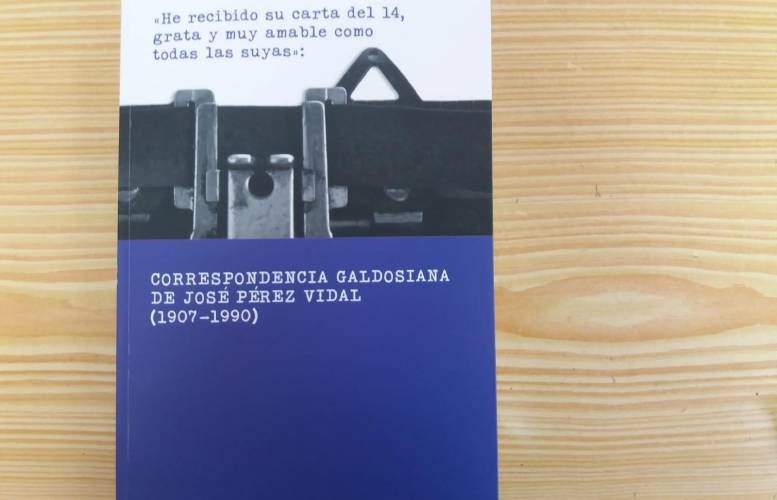 «He recibido su carta del 14,
grata y muy amable como
todas las suyas»:
CORRESPONDENCIA GALDOSIANA
DE JOSÉ PÉREZ VIDAL
(1907-1990)